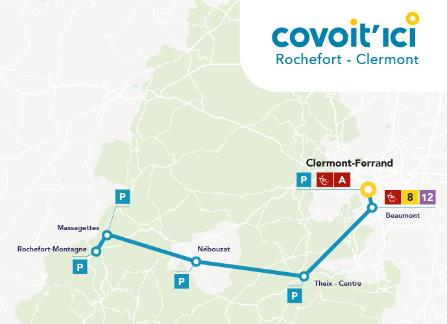 covoit'ici
Rochefort - Clermont
Clermont-Ferrand
P A
8 12
Beaumont
P
Massagettes
Rochefort-Montagne
P
Nébouzat
P
Theix - Centre
P